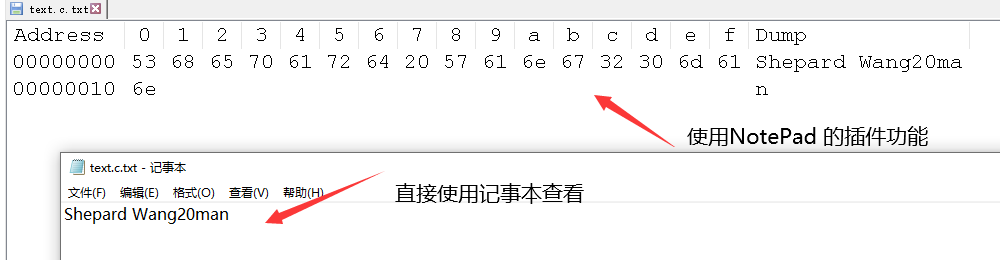 text.c.txt
Address 0 1 2 3 4 5 6 7 8 9 a b c d e f Dump
00000000 53 68 65 70 61 72 64 20 57 61 6e 67 32 30 6d 61 Shepard Wang20ma
00000010 6e n
使用NotePad 的插件功能
text.c.txt - 记事本
文件(F) 编辑(E) 格式(O) 查看(V) 帮助(H)
直接使用记事本查看
Shepard Wang20man